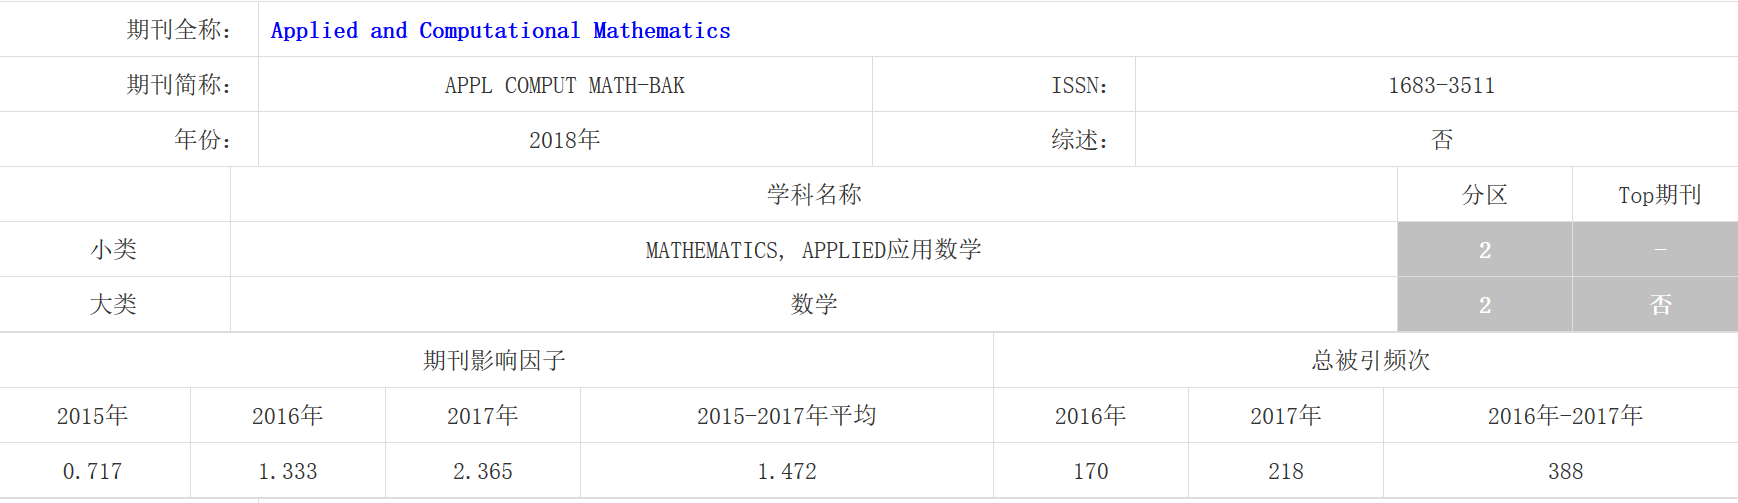 期刊全称： Applied and Computational Mathematics
期刊简称： APPL COMPUT MATH-BAK ISSN： 1683-3511
年份： 2018年 综述： 否
学科名称 分区 Top期刊
小类 MATHEMATICS, APPLIED应用数学 2 -
大类 数学 2 否
期刊影响因子 总被引频次
2015年 2016年 2017年 2015-2017年平均 2016年 2017年 2016年-2017年
0.717 1.333 2.365 1.472 170 218 388